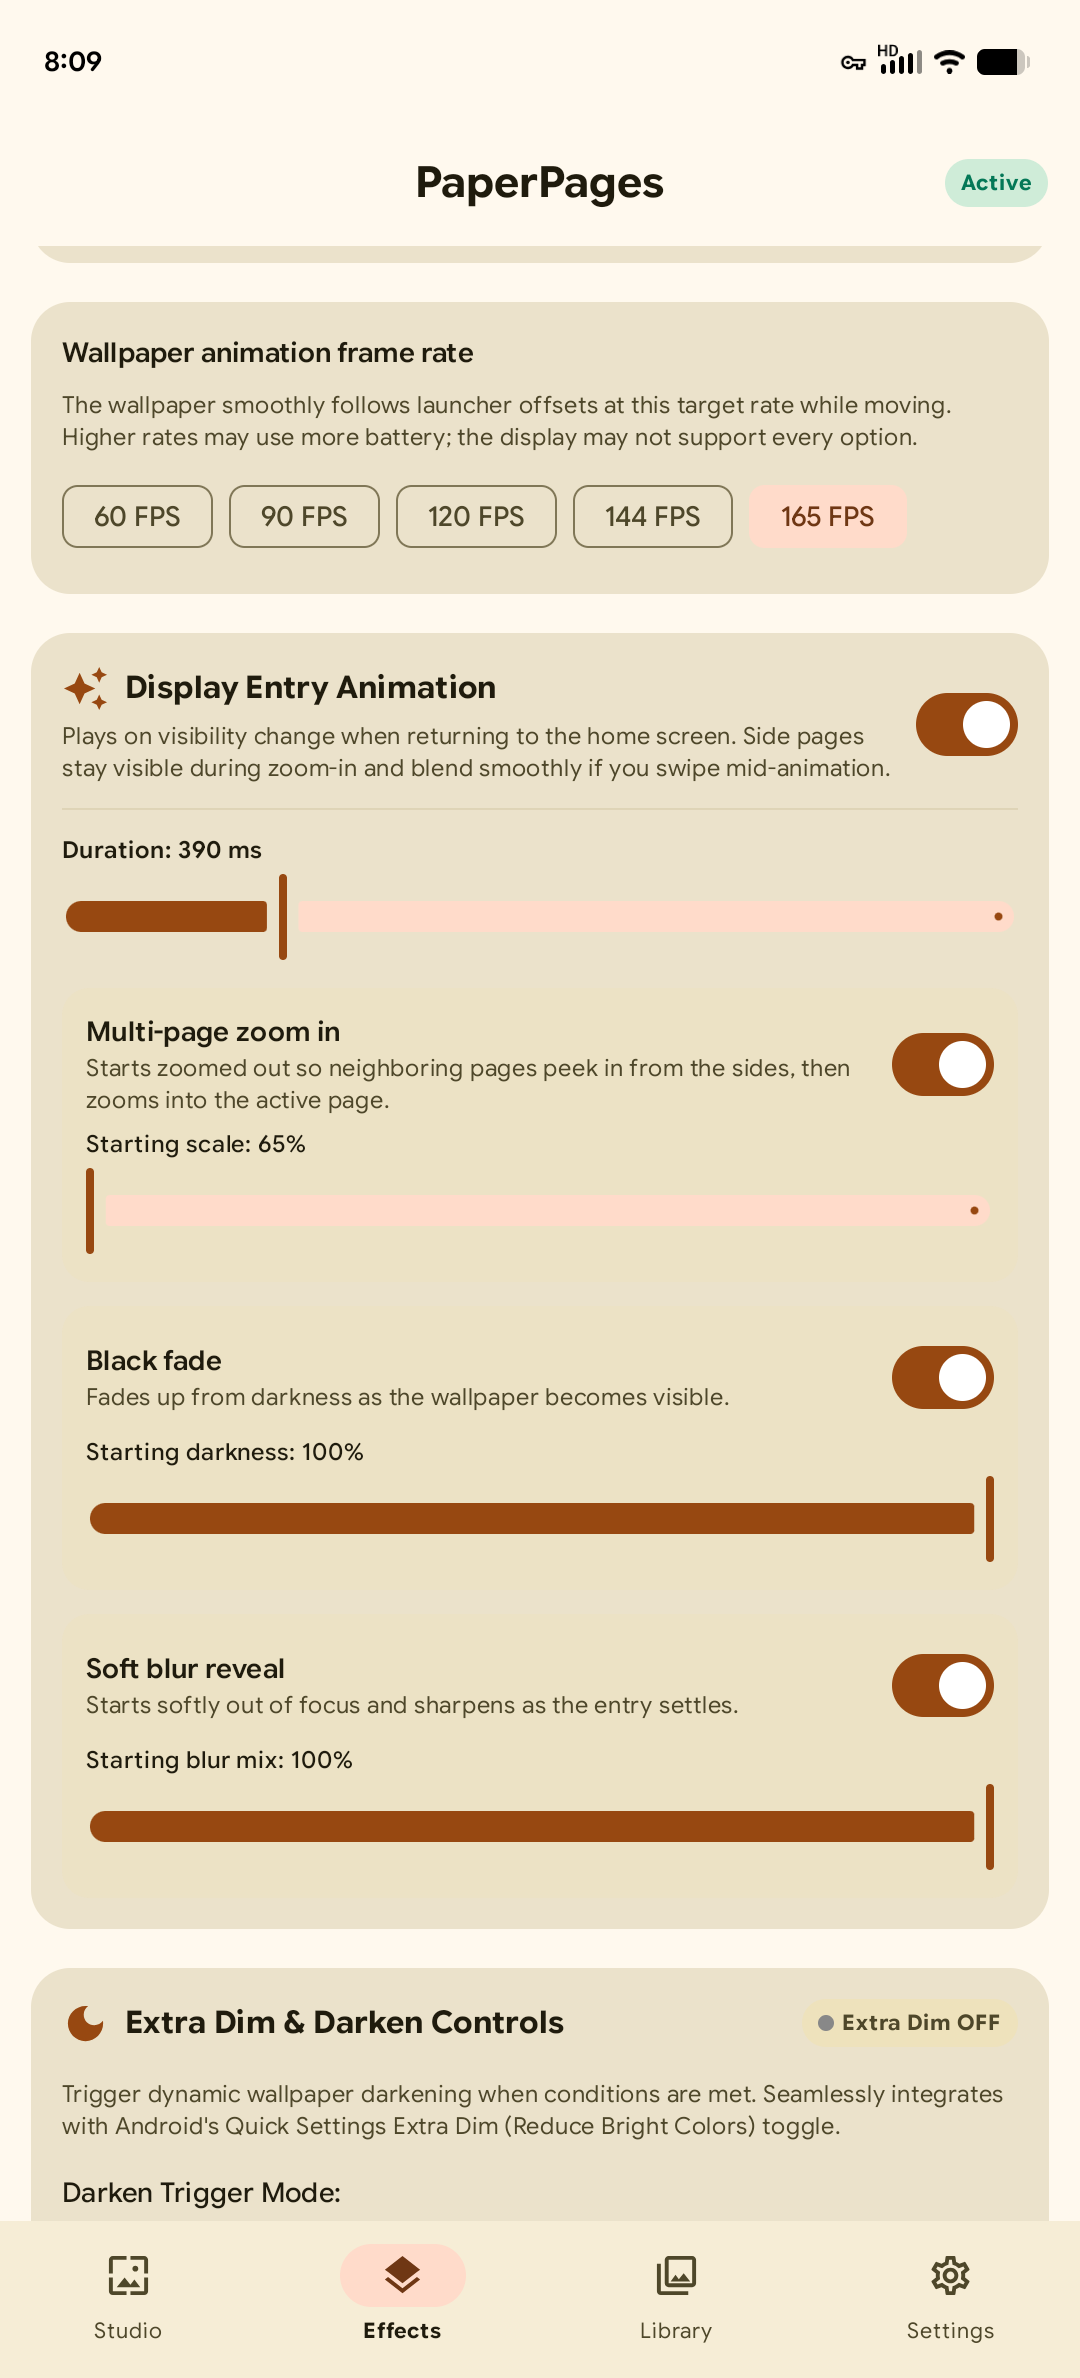 8:09
HD
PaperPages
Active
Wallpaper animation frame rate
The wallpaper smoothly follows launcher offsets at this target rate while moving.
Higher rates may use more battery; the display may not support every option.
60 FPS
90 FPS
120 FPS
144 FPS
165 FPS
Display Entry Animation
Plays on visibility change when returning to the home screen. Side pages
stay visible during zoom-in and blend smoothly if you swipe mid-animation.
Duration: 390 ms
Multi-page zoom in
Starts zoomed out so neighboring pages peek in from the sides, then
zooms into the active page.
Starting scale: 65%
Black fade
Fades up from darkness as the wallpaper becomes visible.
Starting darkness: 100%
Soft blur reveal
Starts softly out of focus and sharpens as the entry settles.
Starting blur mix: 100%
Extra Dim & Darken Controls
Extra Dim OFF
Trigger dynamic wallpaper darkening when conditions are met. Seamlessly integrates
with Android's Quick Settings Extra Dim (Reduce Bright Colors) toggle.
Darken Trigger Mode:
Studio
Effects
Library
Settings